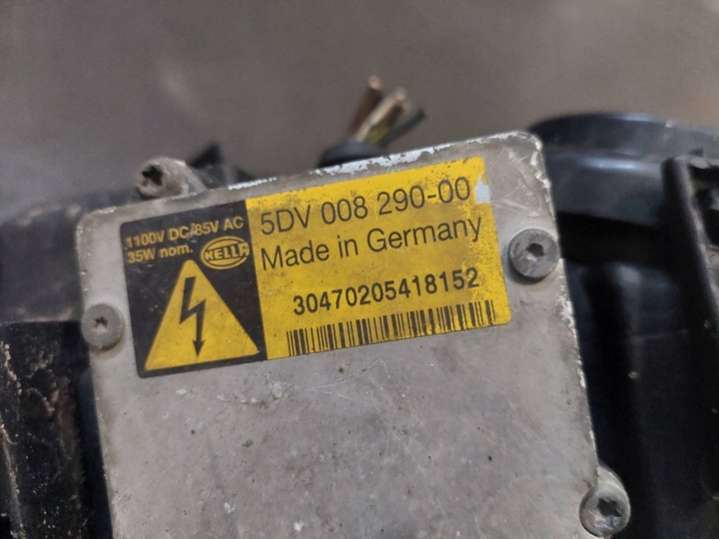 1100V DC/85V AC
35W nom.
HELLA
5DV 008 290-00
Made in Germany
30470205418152